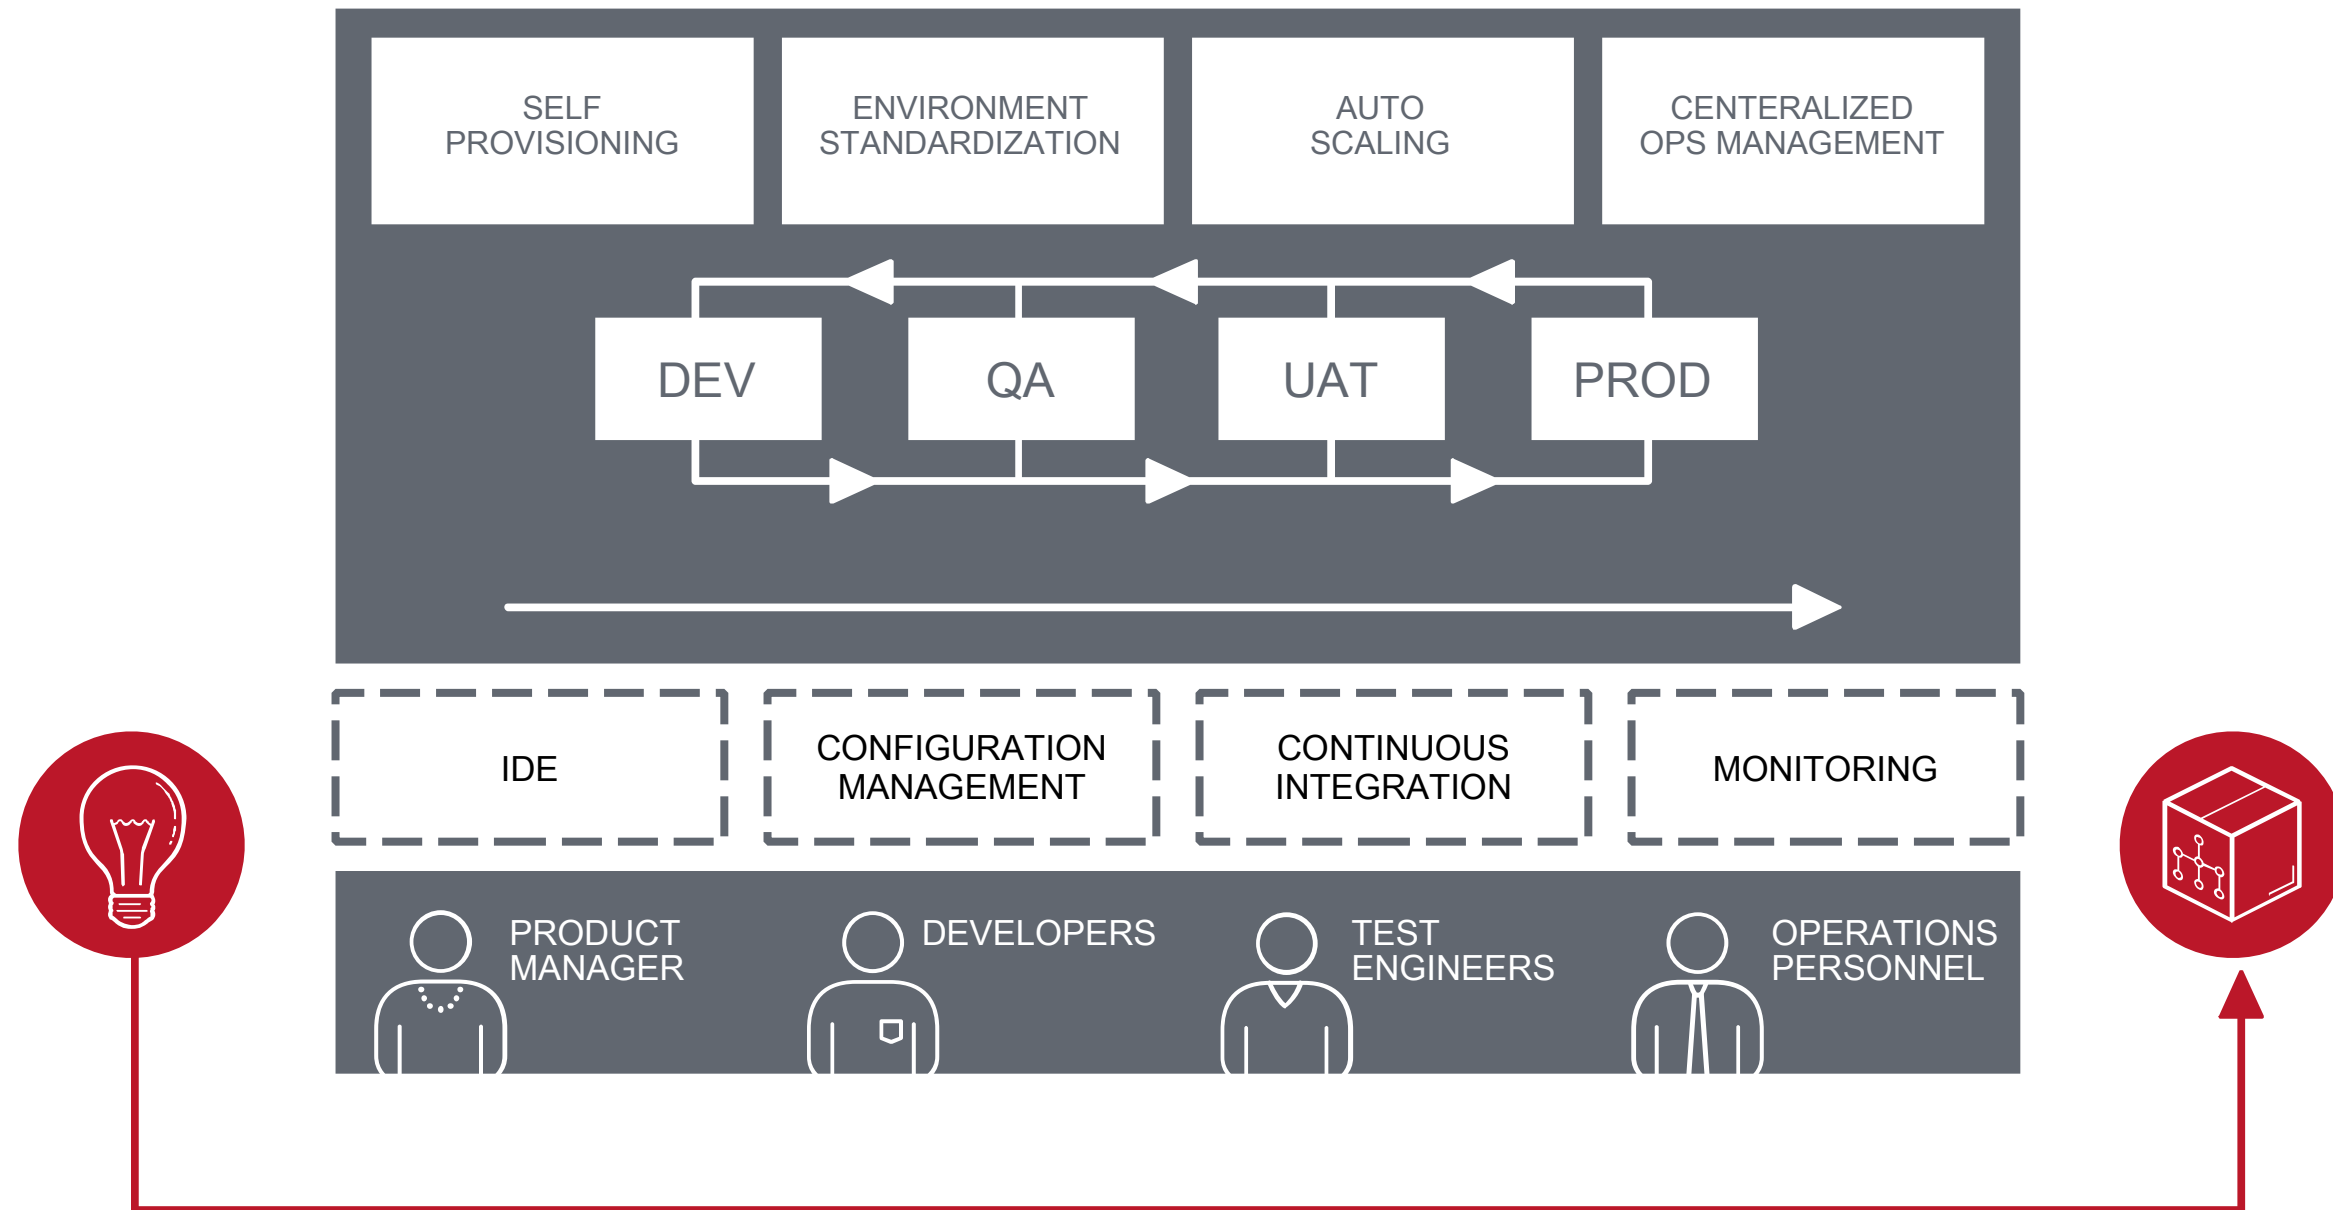 SELF
PROVISIONING
ENVIRONMENT
STANDARDIZATION
AUTO
SCALING
CENTERALIZED
OPS MANAGEMENT
DEV
QA
UAT
PROD
IDE
CONFIGURATION
MANAGEMENT
CONTINUOUS
INTEGRATION
MONITORING
PRODUCT
MANAGER
DEVELOPERS
TEST
ENGINEERS
OPERATIONS
PERSONNEL